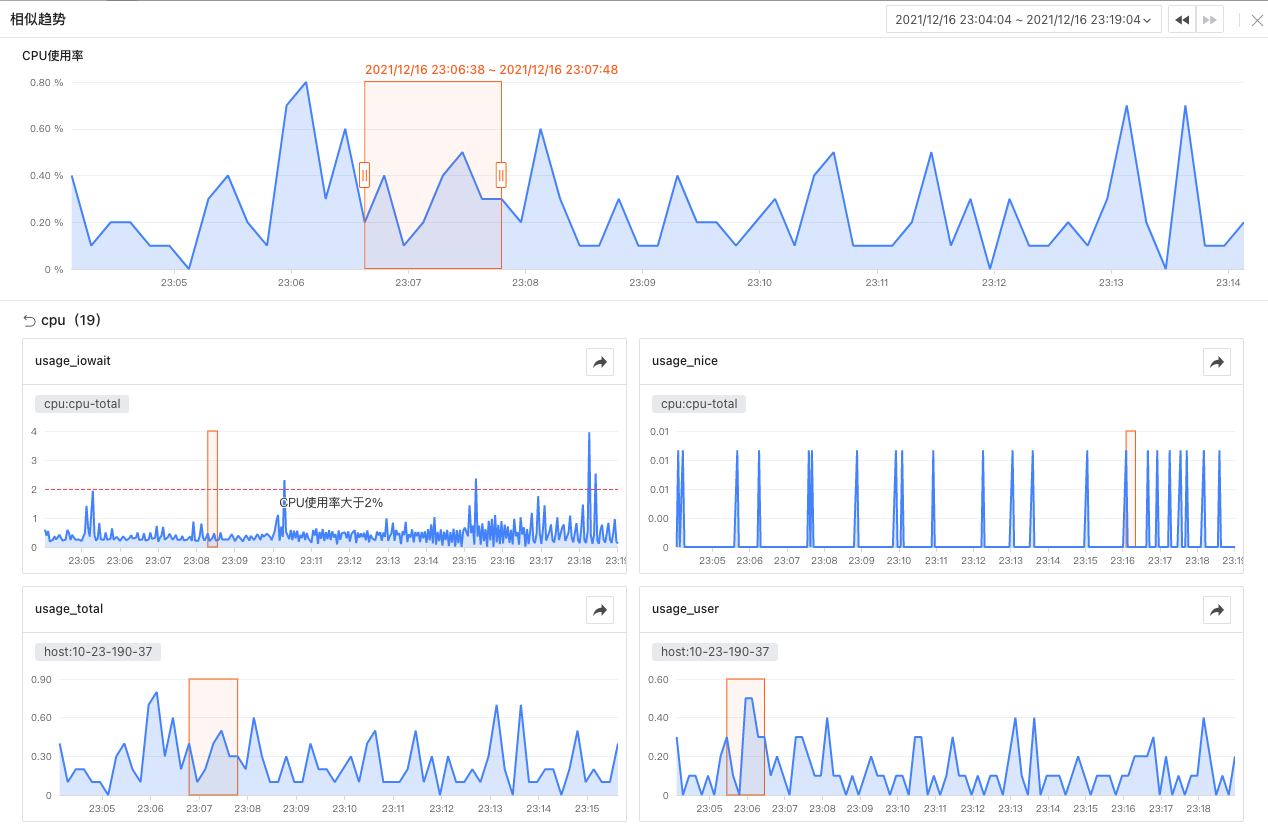 相似趋势
2021/12/16 23:04:04 ~ 2021/12/16 23:19:04
CPU使用率
2021/12/16 23:06:38 ~ 2021/12/16 23:07:48
0.80 %
0.60 %
0.40 %
0.20 %
0 %
23:05 23:06 23:07 23:08 23:09 23:10 23:11 23:12 23:13 23:14
cpu（19）
usage_iowait
cpu:cpu-total
4
3
2
CPU使用率大于2%
1
0
23:05 23:06 23:07 23:08 23:09 23:10 23:11 23:12 23:13 23:14 23:15 23:16 23:17 23:18 23:19
usage_nice
cpu:cpu-total
0.01
0.01
0.01
0.00
0
23:05 23:06 23:07 23:08 23:09 23:10 23:11 23:12 23:13 23:14 23:15 23:16 23:17 23:18 23:19
usage_total
host:10-23-190-37
0.90
0.60
0.30
0
23:05 23:06 23:07 23:08 23:09 23:10 23:11 23:12 23:13 23:14 23:15
usage_user
host:10-23-190-37
0.60
0.40
0.20
0
23:05 23:06 23:07 23:08 23:09 23:10 23:11 23:12 23:13 23:14 23:15 23:16 23:17 23:18